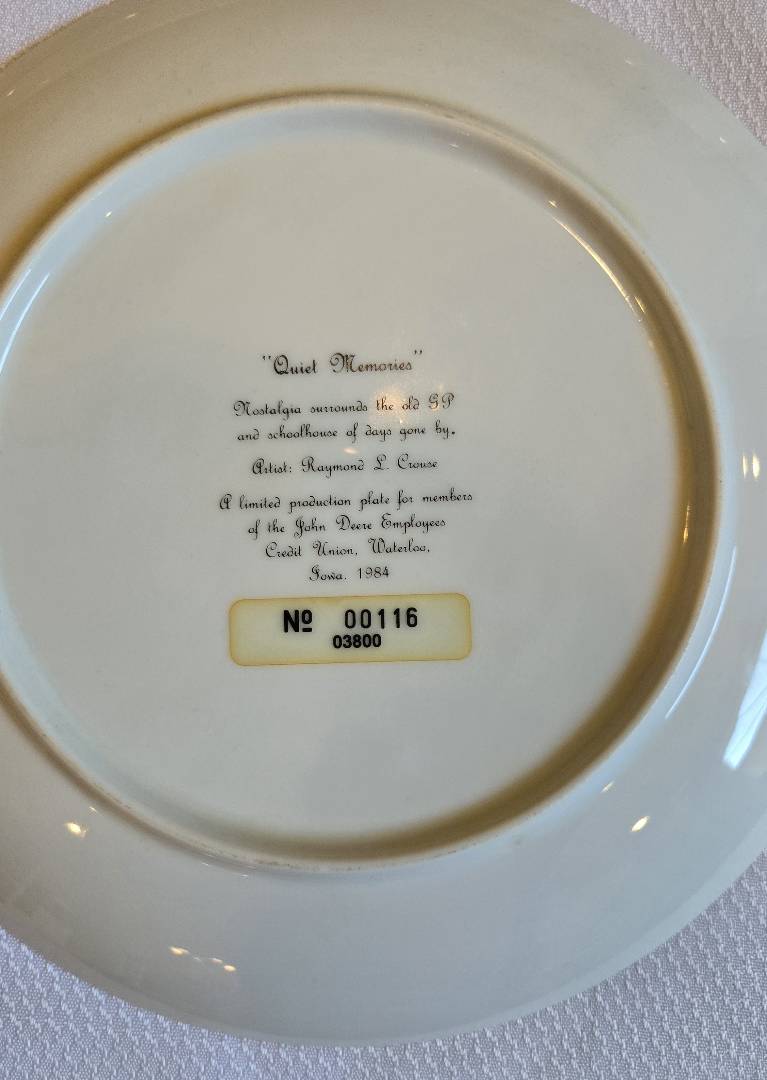 "Quiet Memories"
Nostalgia surrounds the old GP
and schoolhouse of days gone by.
Artist: Raymond L. Crouse
A limited production plate for members
of the John Deere Employees
Credit Union, Waterloo,
Iowa. 1984
Nº 00116
03800